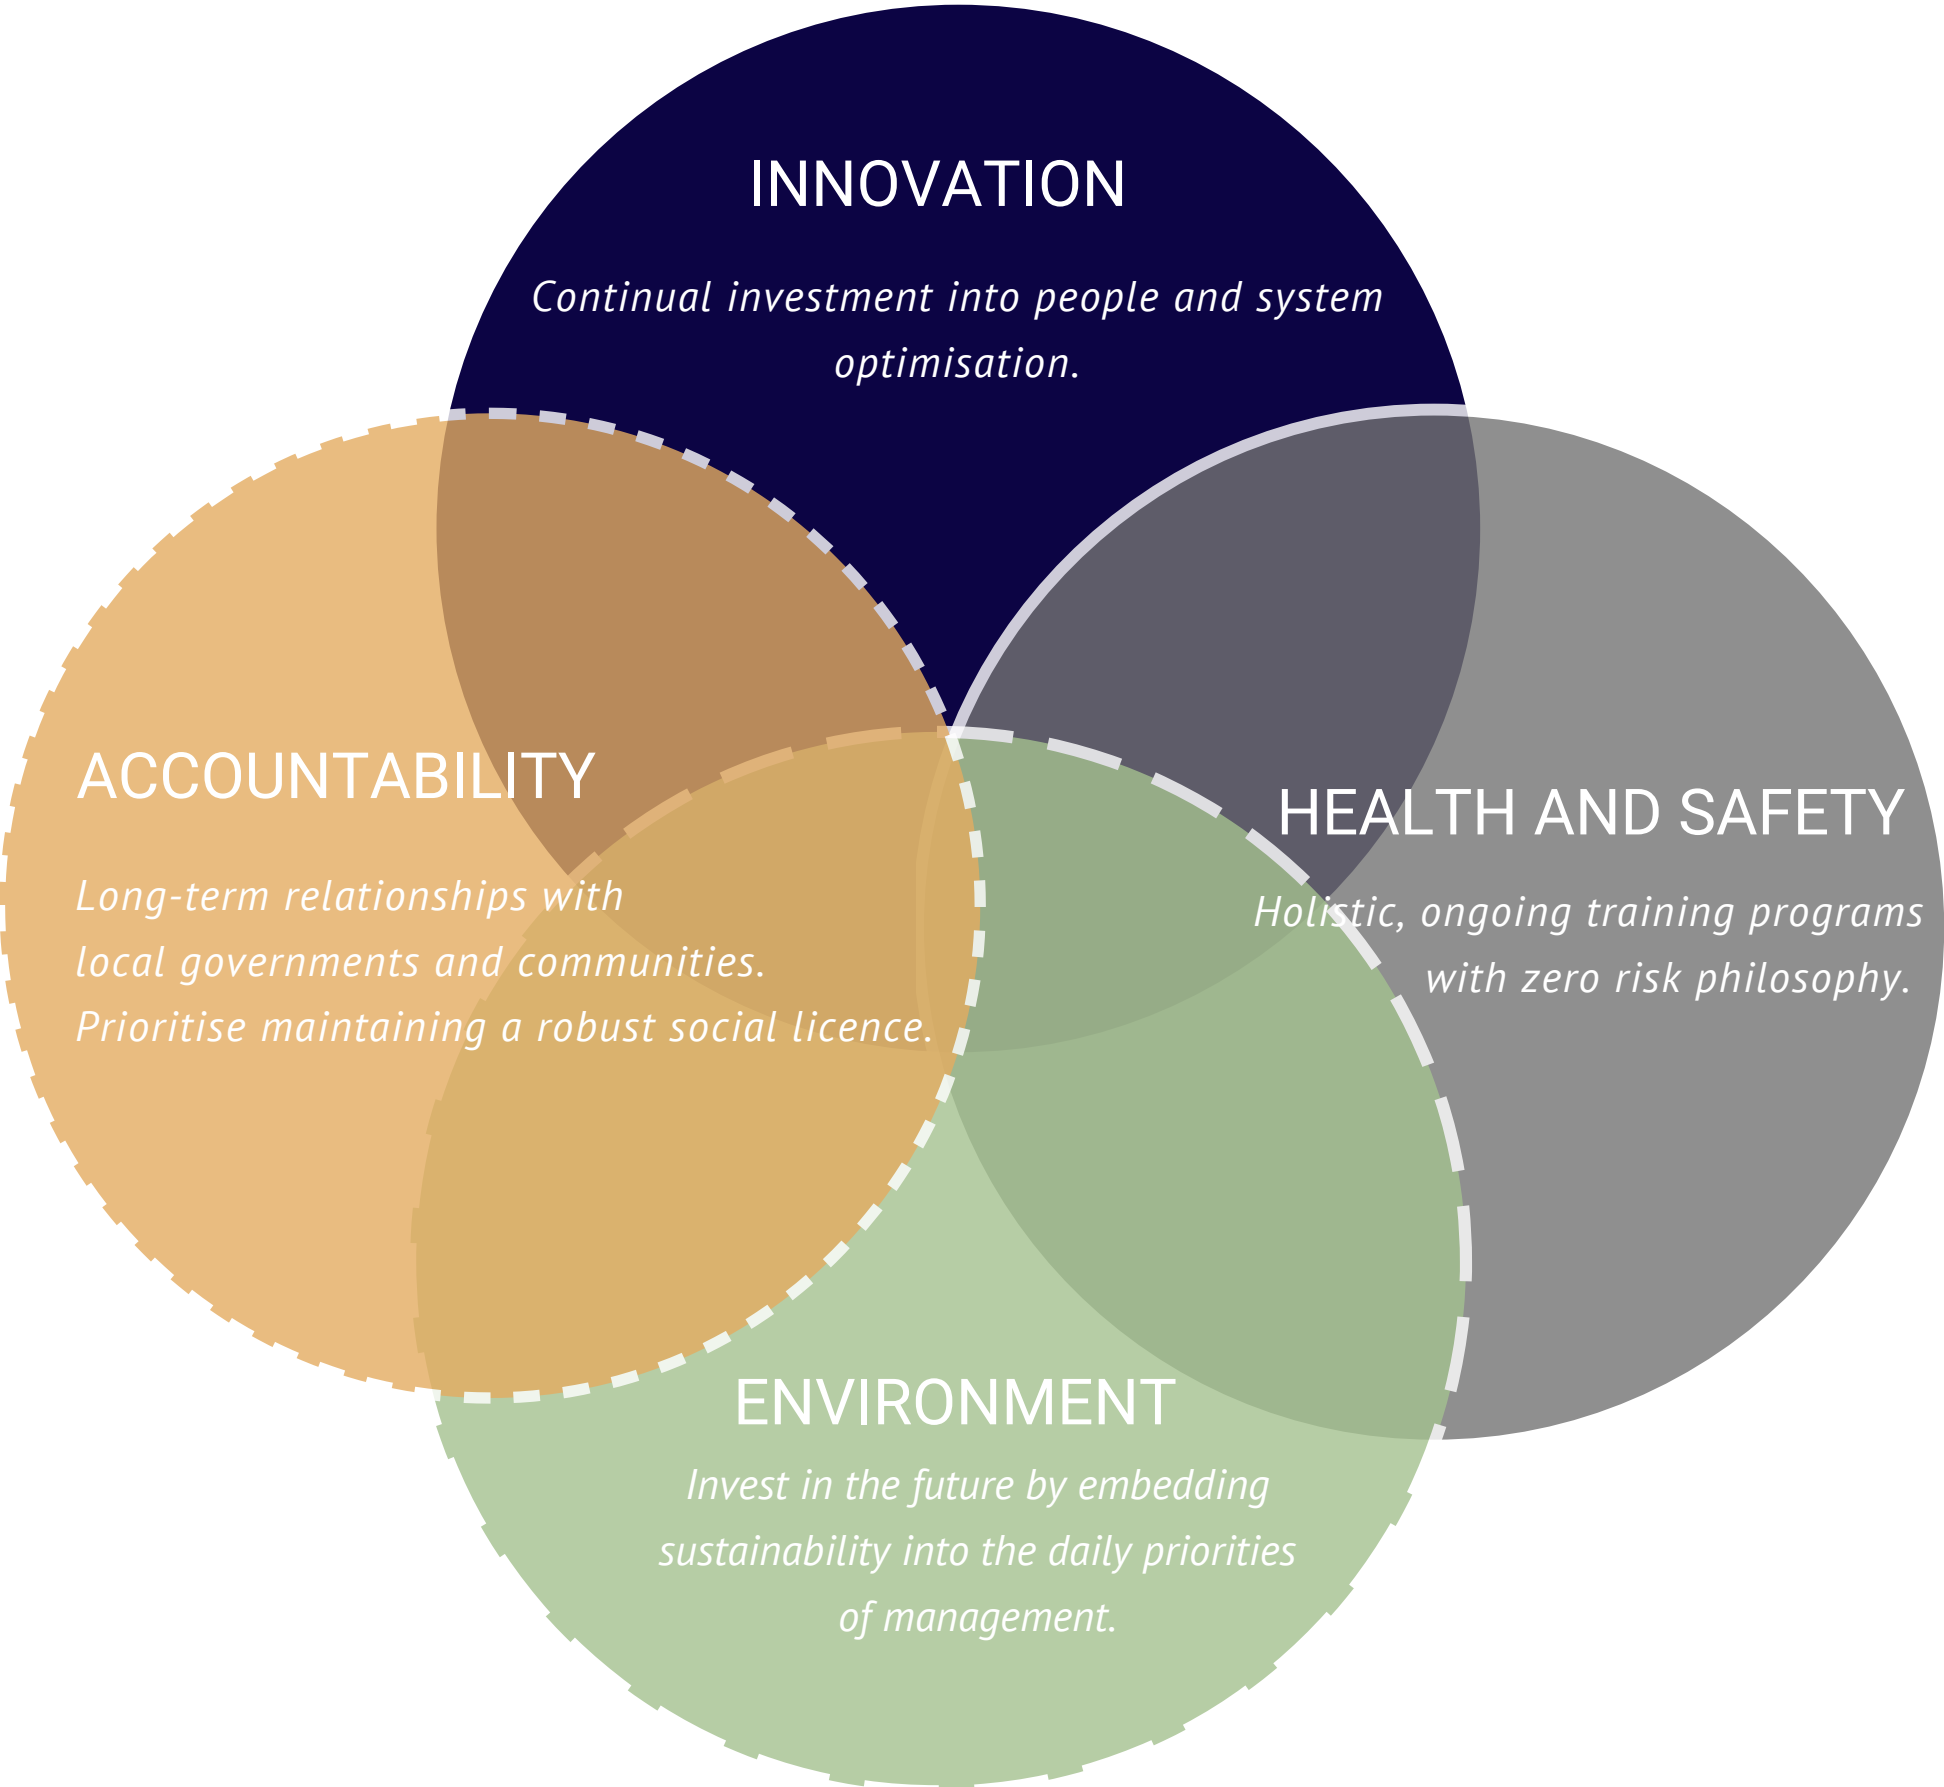 INNOVATION
Continual investment into people and system
optimisation.
ACCOUNTABILITY
Long-term relationships with
local governments and communities.
Prioritise maintaining a robust social licence.
HEALTH AND SAFETY
Holistic, ongoing training programs
with zero risk philosophy.
ENVIRONMENT
Invest in the future by embedding
sustainability into the daily priorities
of management.